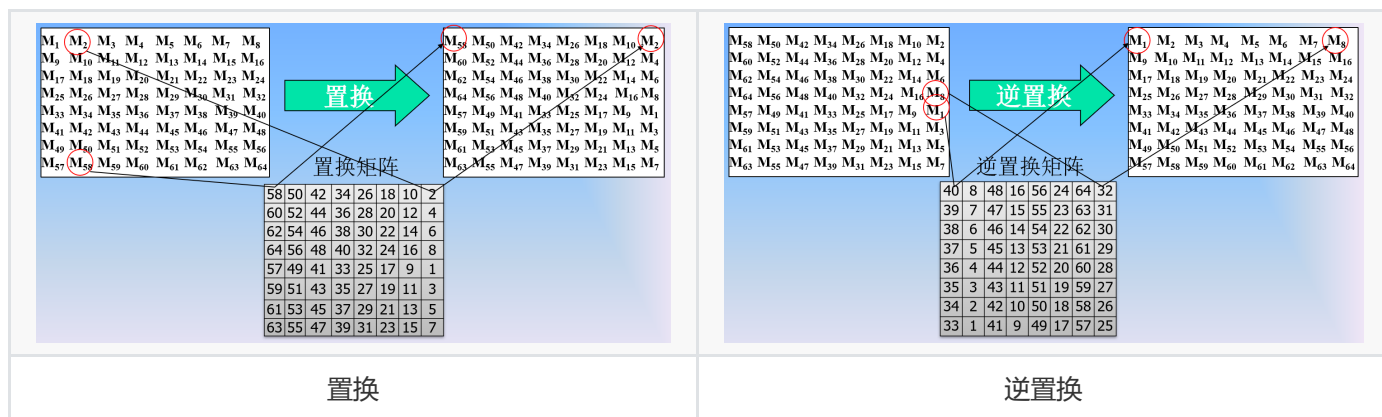 M1 M2 M3 M4 M5 M6 M7 M8
M9 M10 M11 M12 M13 M14 M15 M16
M17 M18 M19 M20 M21 M22 M23 M24
M25 M26 M27 M28 M29 M30 M31 M32
M33 M34 M35 M36 M37 M38 M39 M40
M41 M42 M43 M44 M45 M46 M47 M48
M49 M50 M51 M52 M53 M54 M55 M56
M57 M58 M59 M60 M61 M62 M63 M64
置换
M58 M50 M42 M34 M26 M18 M10 M2
M60 M52 M44 M36 M28 M20 M12 M4
M62 M54 M46 M38 M30 M22 M14 M6
M64 M56 M48 M40 M32 M24 M16 M8
M57 M49 M41 M33 M25 M17 M9 M1
M59 M51 M43 M35 M27 M19 M11 M3
M61 M53 M45 M37 M29 M21 M13 M5
M63 M55 M47 M39 M31 M23 M15 M7
置换矩阵
58 50 42 34 26 18 10 2
60 52 44 36 28 20 12 4
62 54 46 38 30 22 14 6
64 56 48 40 32 24 16 8
57 49 41 33 25 17 9 1
59 51 43 35 27 19 11 3
61 53 45 37 29 21 13 5
63 55 47 39 31 23 15 7
置换
M58 M50 M42 M34 M26 M18 M10 M2
M60 M52 M44 M36 M28 M20 M12 M4
M62 M54 M46 M38 M30 M22 M14 M6
M64 M56 M48 M40 M32 M24 M16 M8
M57 M49 M41 M33 M25 M17 M9 M1
M59 M51 M43 M35 M27 M19 M11 M3
M61 M53 M45 M37 M29 M21 M13 M5
M63 M55 M47 M39 M31 M23 M15 M7
逆置换
M1 M2 M3 M4 M5 M6 M7 M8
M9 M10 M11 M12 M13 M14 M15 M16
M17 M18 M19 M20 M21 M22 M23 M24
M25 M26 M27 M28 M29 M30 M31 M32
M33 M34 M35 M36 M37 M38 M39 M40
M41 M42 M43 M44 M45 M46 M47 M48
M49 M50 M51 M52 M53 M54 M55 M56
M57 M58 M59 M60 M61 M62 M63 M64
逆置换矩阵
40 8 48 16 56 24 64 32
39 7 47 15 55 23 63 31
38 6 46 14 54 22 62 30
37 5 45 13 53 21 61 29
36 4 44 12 52 20 60 28
35 3 43 11 51 19 59 27
34 2 42 10 50 18 58 26
33 1 41 9 49 17 57 25
逆置换